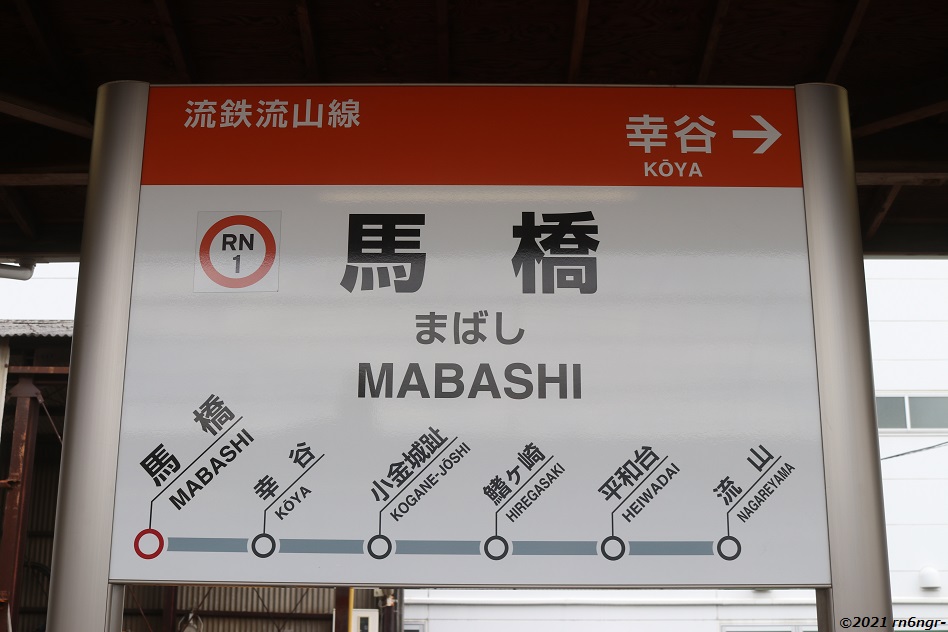 流鉄流山線
幸谷 →
KŌYA
RN
1
馬橋
まばし
MABASHI
馬橋
MABASHI
幸谷
KŌYA
小金城趾
KOGANE-JŌSHI
鰭ヶ崎
HIREGASAKI
平和台
HEIWADAI
流山
NAGAREYAMA
©2021 rn6ngr-